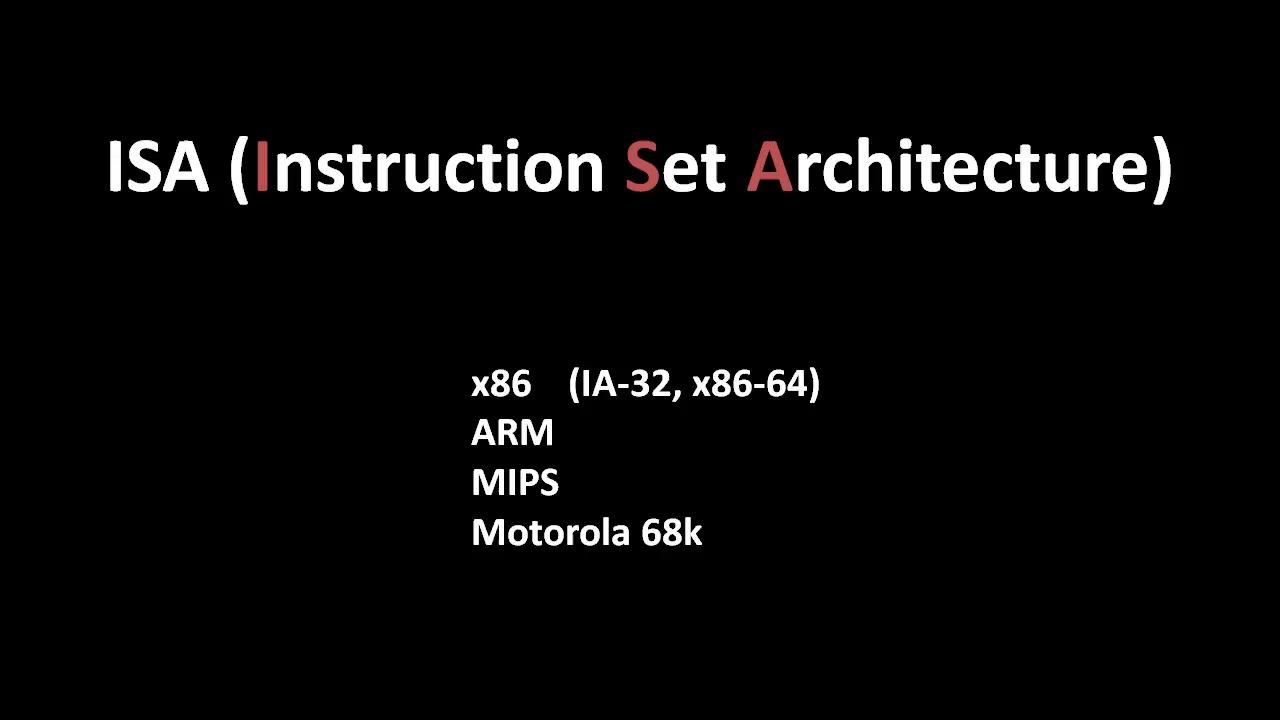 ISA (Instruction Set Architecture)
x86 (IA-32, x86-64)
ARM
MIPS
Motorola 68k